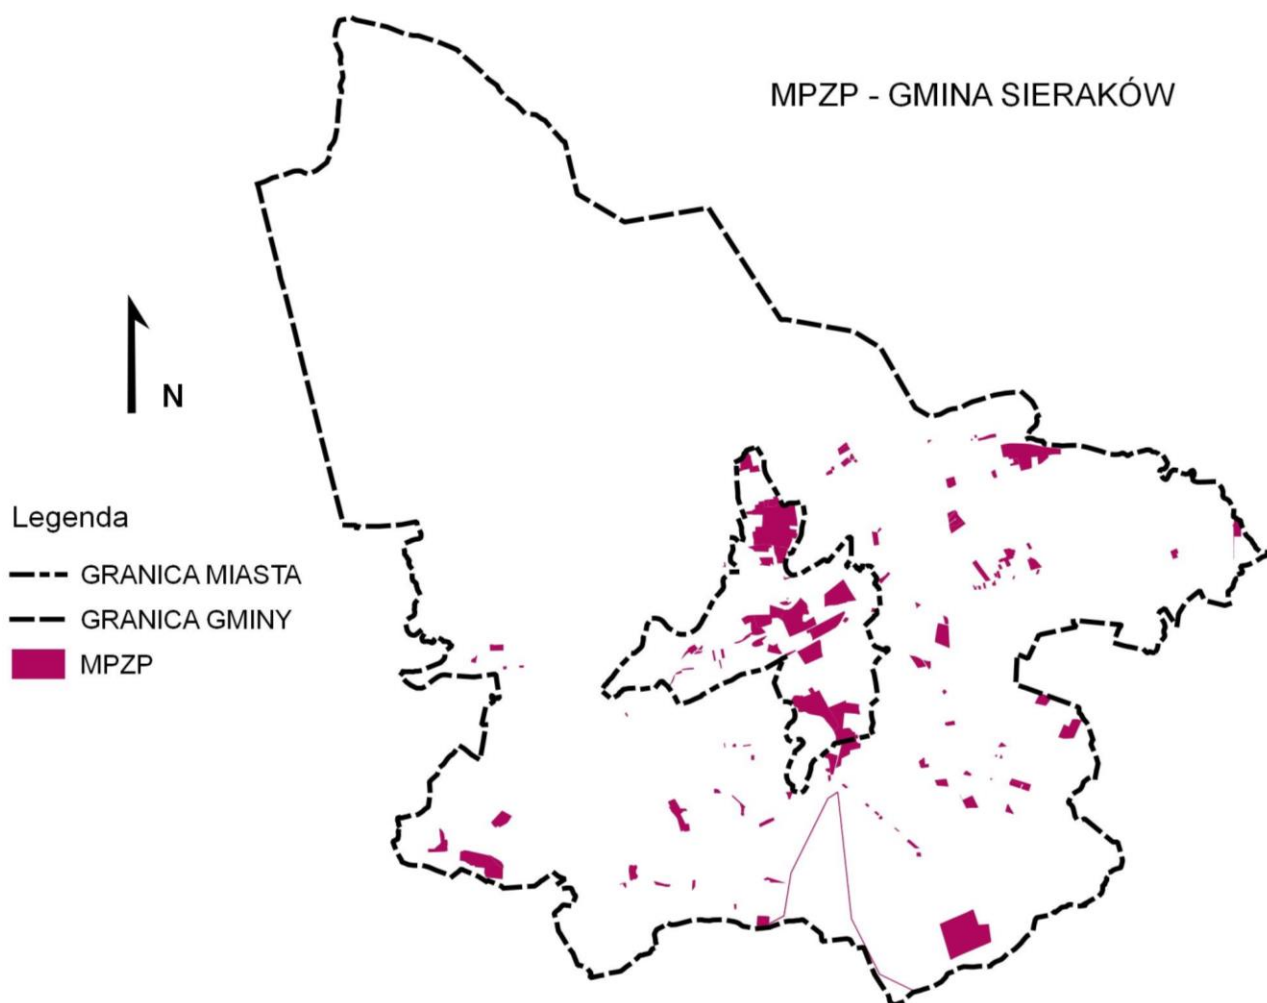 MPZP - GMINA SIERAKÓW
N
Legenda
GRANICA MIASTA
GRANICA GMINY
MPZP